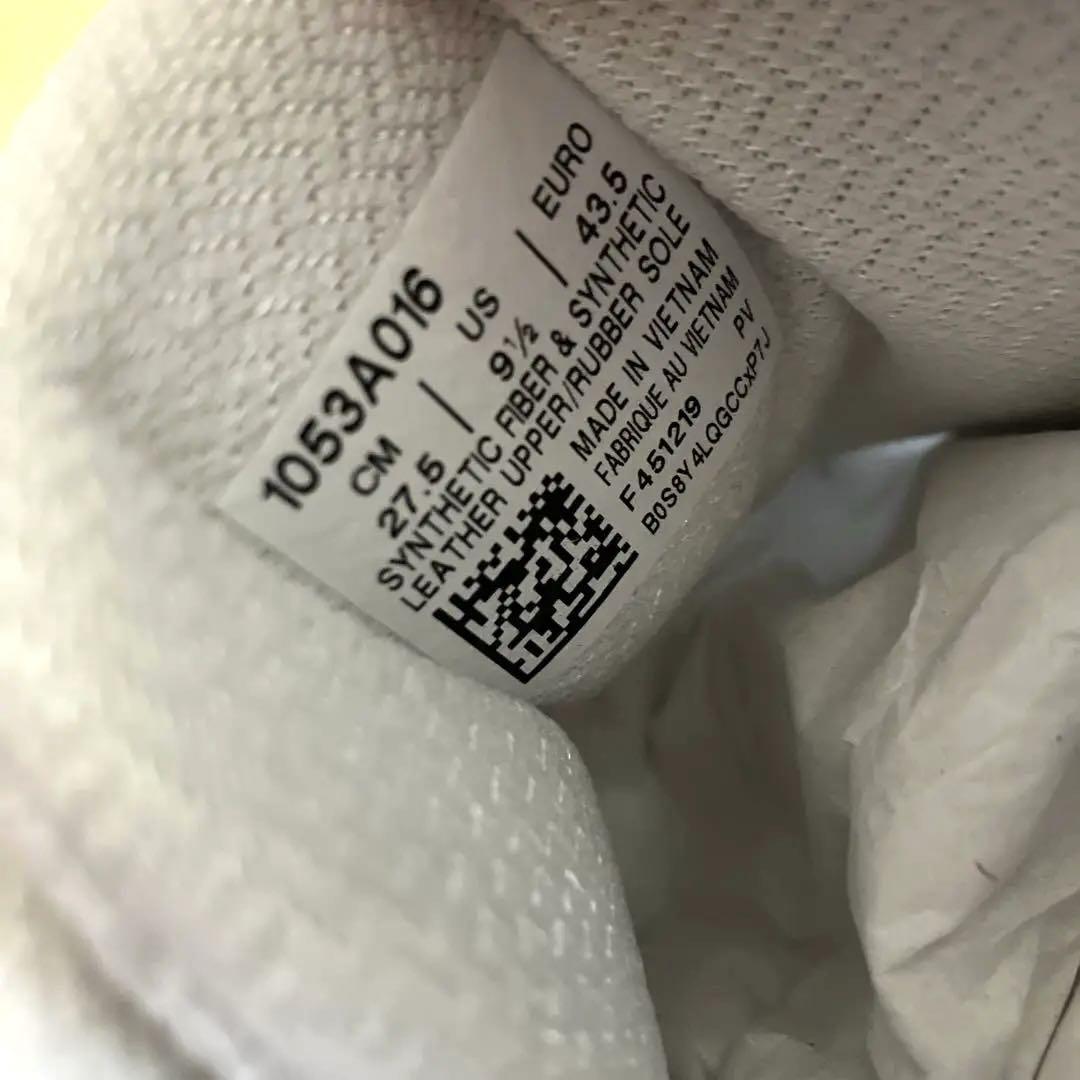 1053A016
CM | US | EURO
27.5 9½ 43.5
SYNTHETIC FIBER & SYNTHETIC
LEATHER UPPER/RUBBER SOLE
MADE IN VIETNAM
FABRIQUE AU VIETNAM
F451219 PV
B0S8Y4LQGCCxP7J